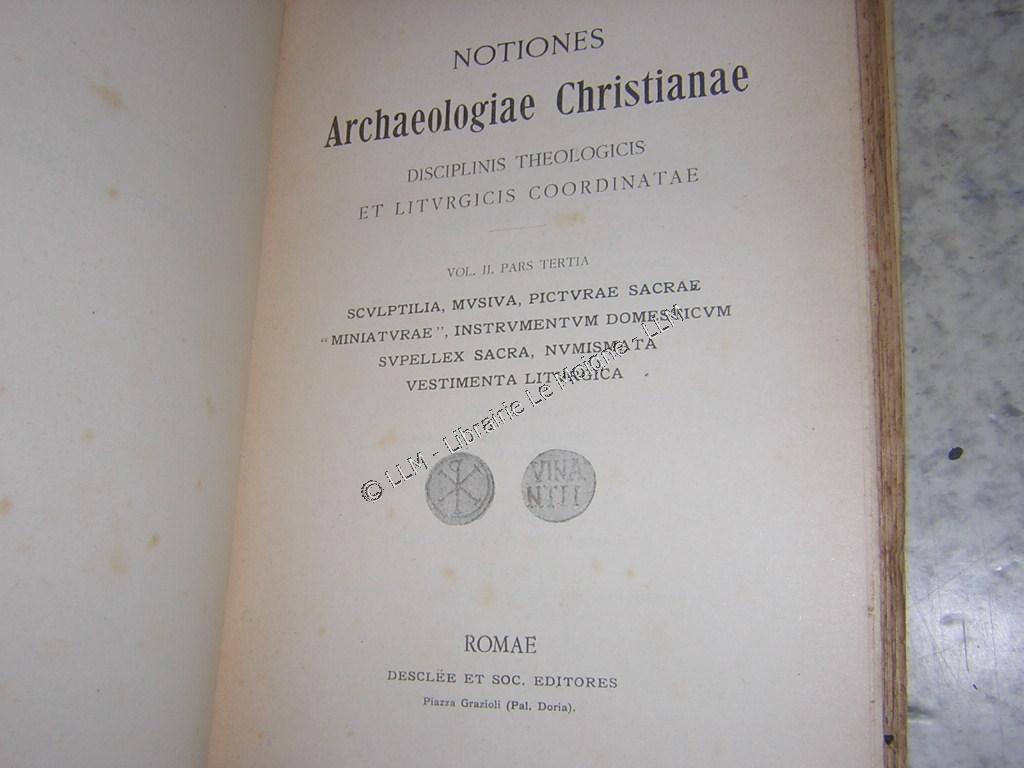 NOTIONES
Archaeologiae Christianae
DISCIPLINIS THEOLOGICIS
ET LITVRGICIS COORDINATAE
VOL. II. PARS TERTIA
SCVLPTILIA, MVSIVA, PICTVRAE SACRAE
"MINIATVRAE", INSTRVMENTVM DOMESTICVM
SVPELLEX SACRA, NVMISMATA
VESTIMENTA LITVRGICA
© LLM - Librairie Le Moigne - LLM
VINA
NTII
ROMAE
DESCLÉE ET SOC. EDITORES
Piazza Grazioli (Pal. Doria).